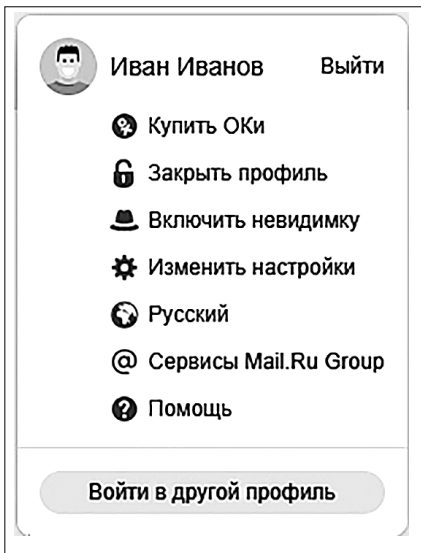 Иван Иванов Выйти
Купить ОКи
Закрыть профиль
Включить невидимку
Изменить настройки
Русский
@ Сервисы Mail.Ru Group
Помощь
Войти в другой профиль